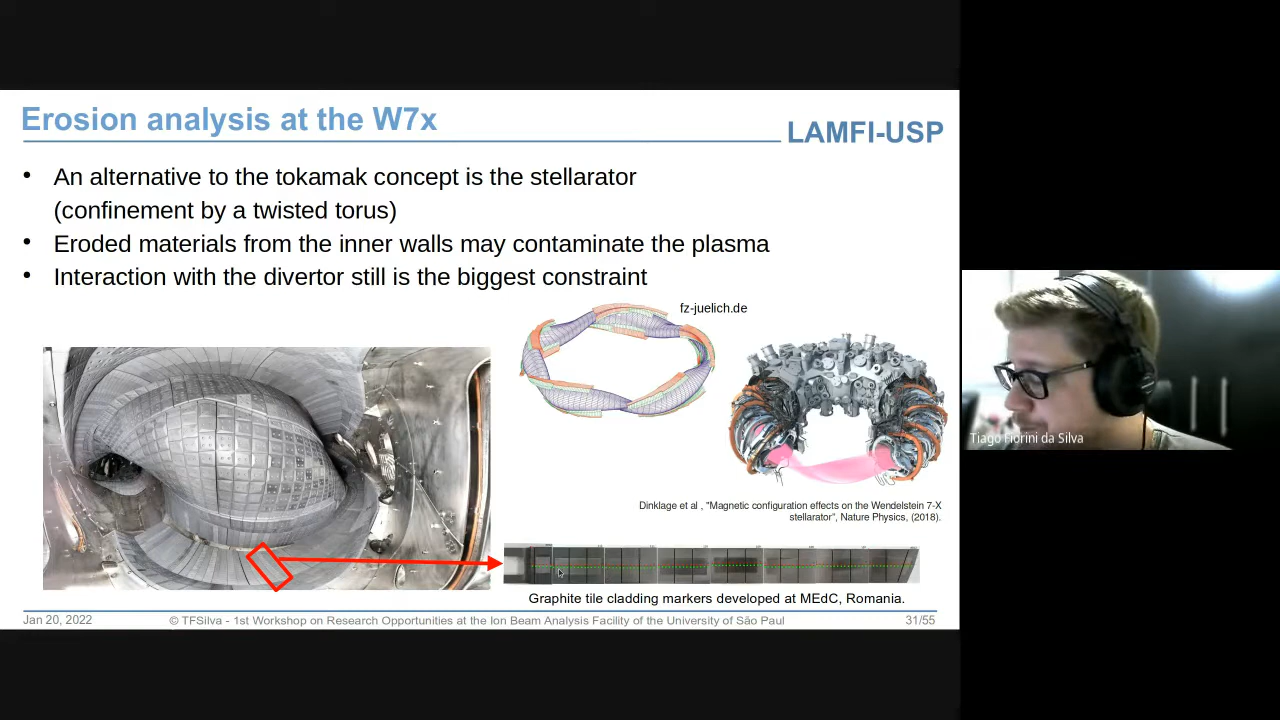 Erosion analysis at the W7x
LAMFI-USP
• An alternative to the tokamak concept is the stellarator
(confinement by a twisted torus)
• Eroded materials from the inner walls may contaminate the plasma
• Interaction with the divertor still is the biggest constraint
fz-juelich.de
Dinklage et al , "Magnetic configuration effects on the Wendelstein 7-X
stellarator", Nature Physics, (2018).
Graphite tile cladding markers developed at MEdC, Romania.
Jan 20, 2022
© TFSilva - 1st Workshop on Research Opportunities at the Ion Beam Analysis Facility of the University of São Paul
31/55
Tiago Fiorini da Silva